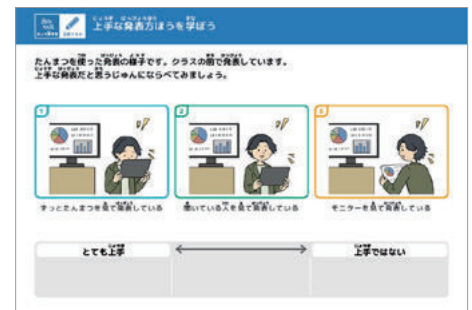 上手な発表方ほうを学ぼう
たんまつを使った発表の様子です。クラスの前で発表しています。
上手な発表だと思うじゅんにならべてみましょう。
1
2
3
ずっとたんまつを見て発表している
聞いている人を見て発表している
モニターを見て発表している
とても上手
上手ではない